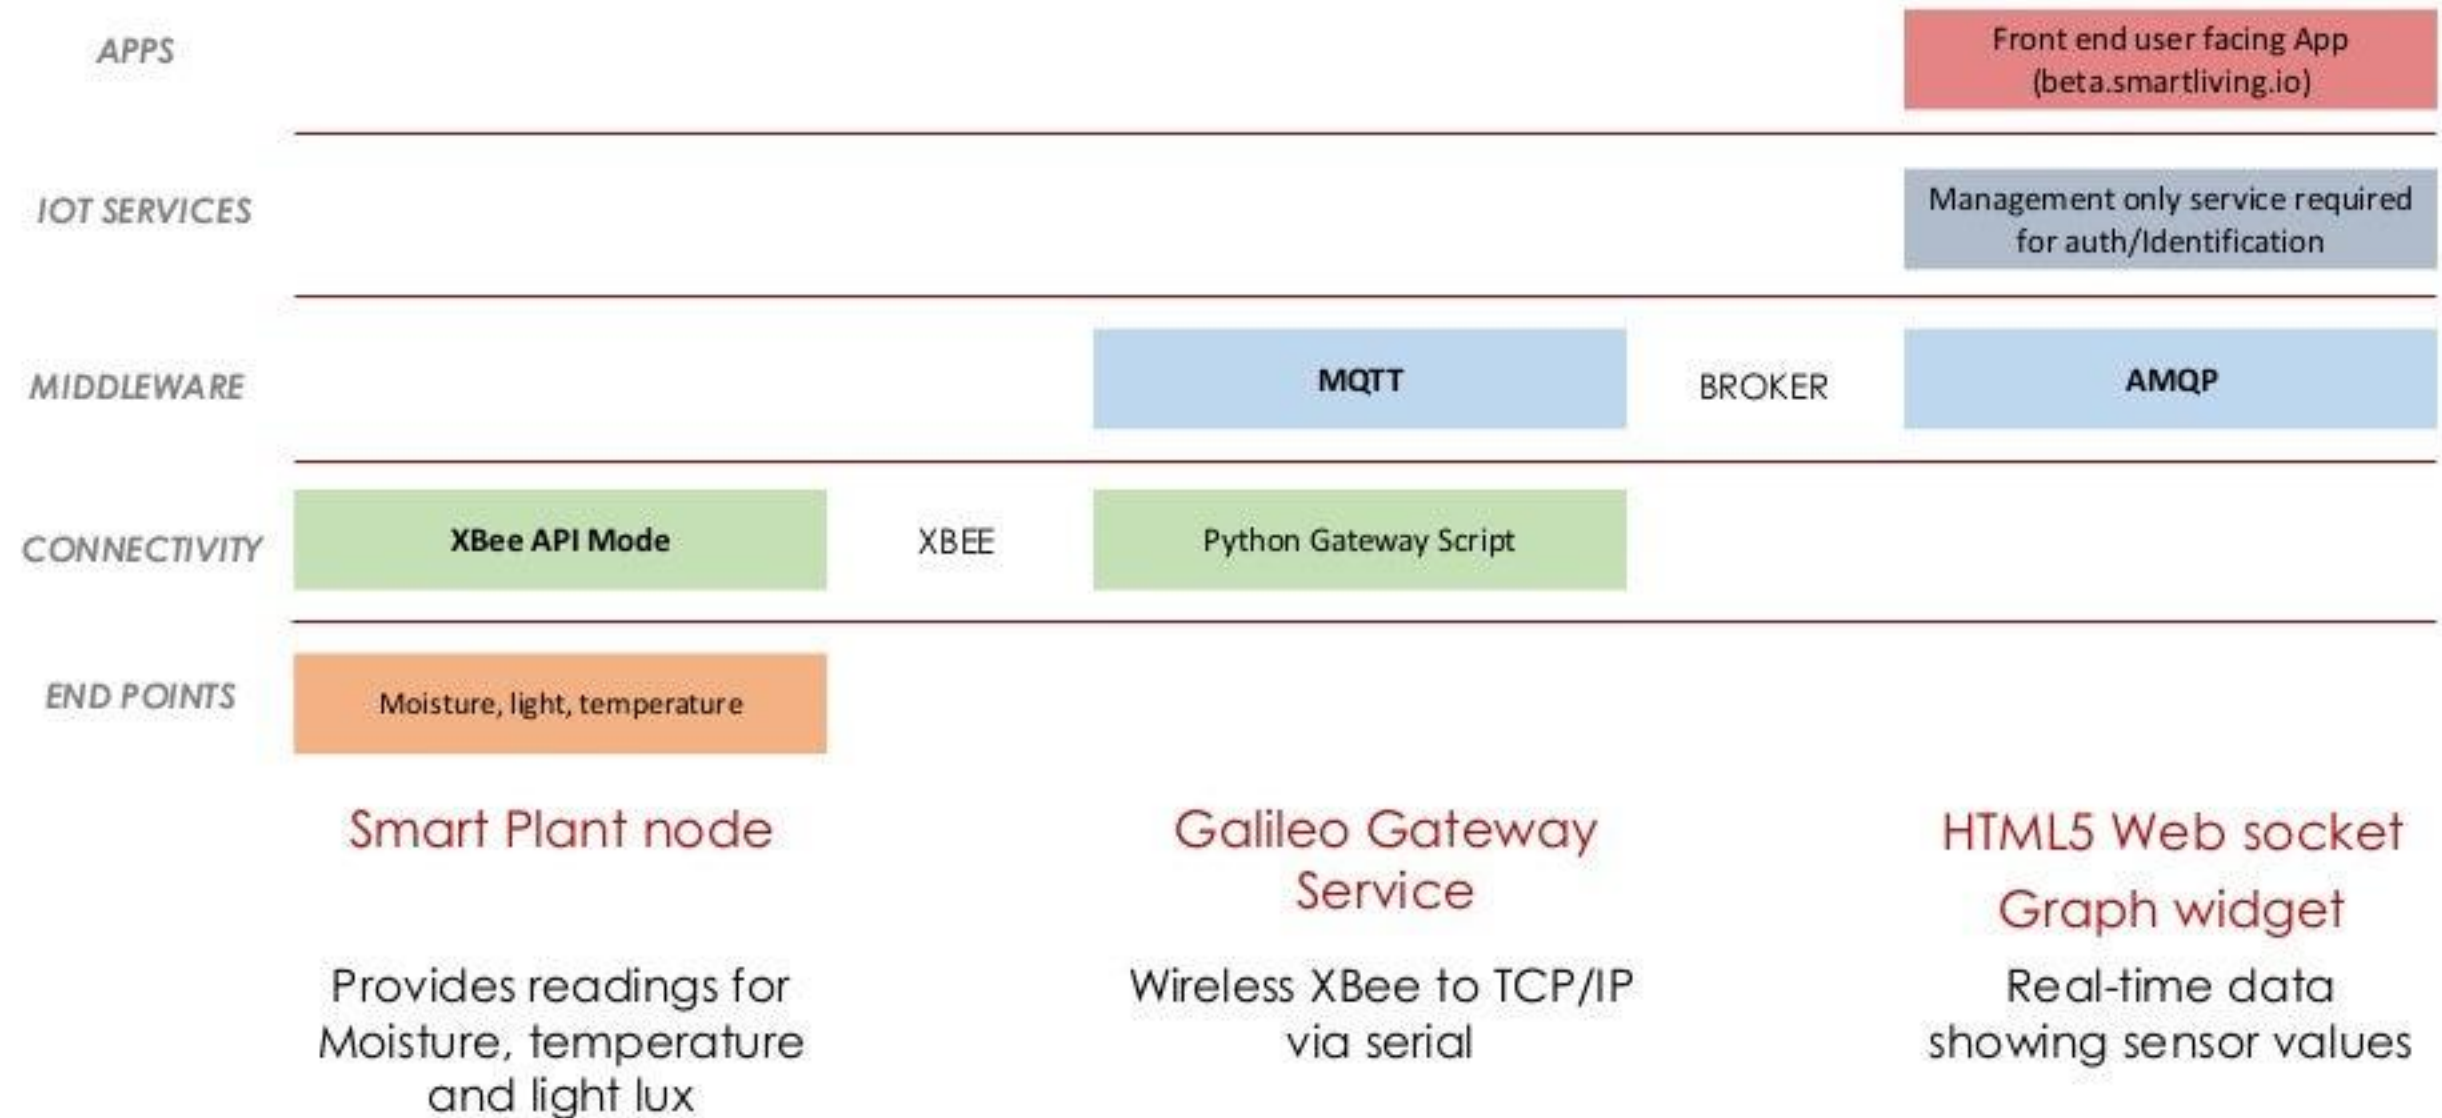 APPS
Front end user facing App
(beta.smartliving.io)
IOT SERVICES
Management only service required
for auth/Identification
MIDDLEWARE
MQTT
BROKER
AMQP
CONNECTIVITY
XBee API Mode
XBEE
Python Gateway Script
END POINTS
Moisture, light, temperature
Smart Plant node
Provides readings for
Moisture, temperature
and light lux
Galileo Gateway
Service
Wireless XBee to TCP/IP
via serial
HTML5 Web socket
Graph widget
Real-time data
showing sensor values